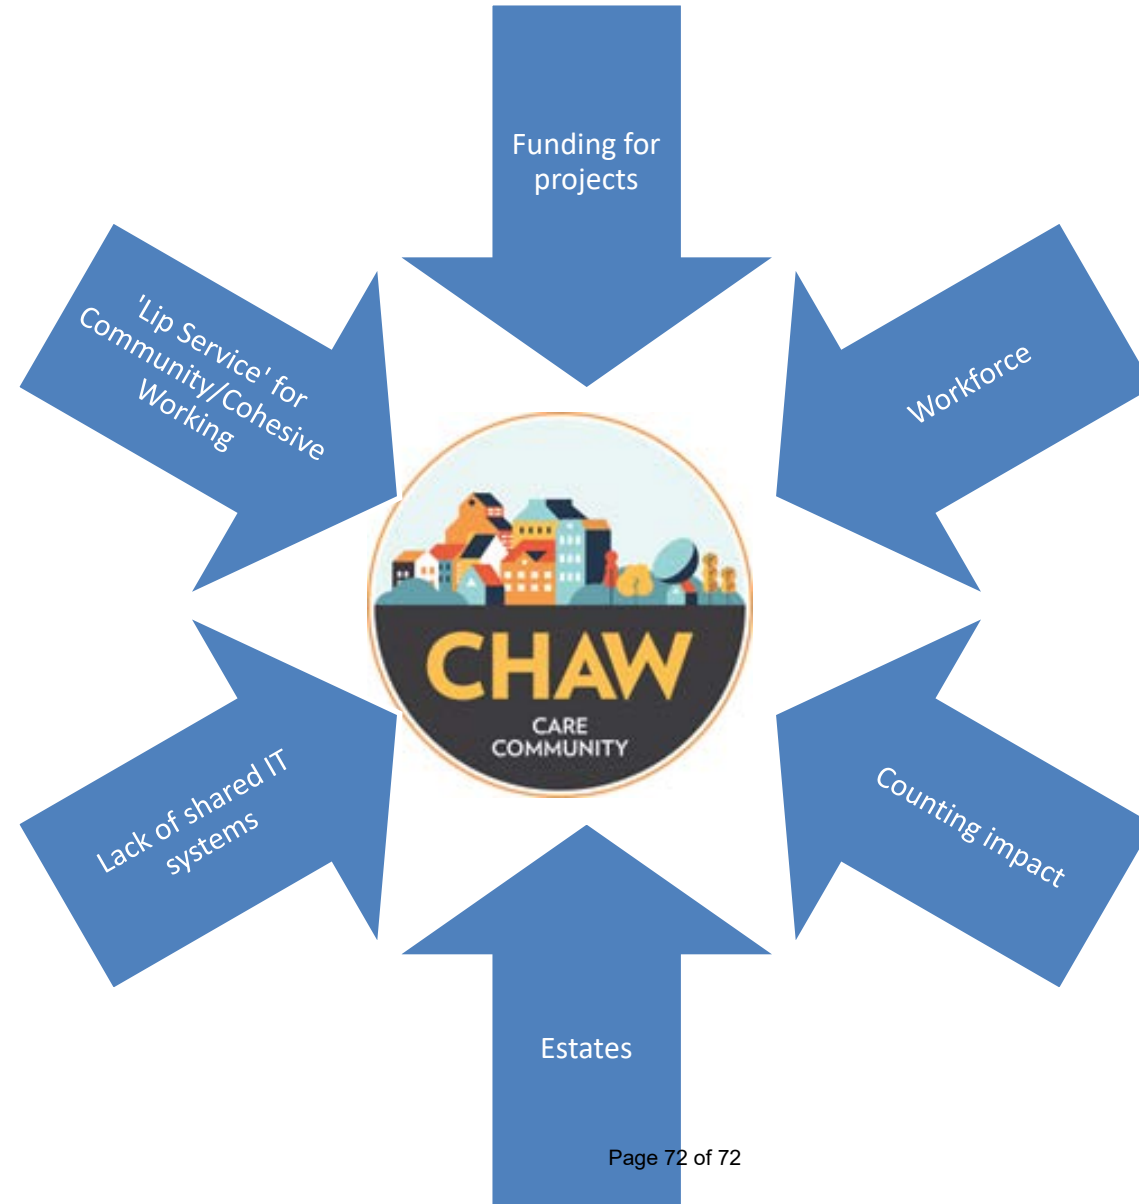 Funding for
projects
Workforce
Counting impact
Estates
Lack of shared IT
systems
'Lip Service' for
Community/Cohesive
Working
CHAW
CARE
COMMUNITY
Page 72 of 72